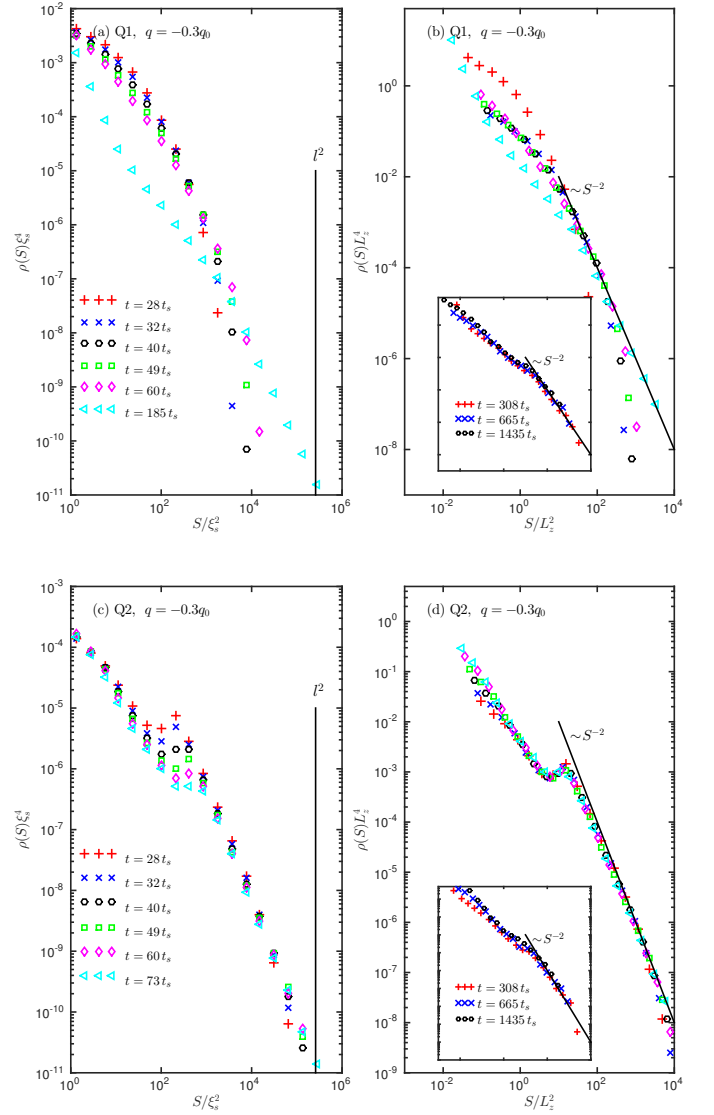 (a) Q1, q = −0.3q₀
10⁻²
10⁻³
10⁻⁴
10⁻⁵
10⁻⁶
10⁻⁷
10⁻⁸
10⁻⁹
10⁻¹⁰
10⁻¹¹
ρ(S)ξₛ⁴
l²
t = 28 tₛ
t = 32 tₛ
t = 40 tₛ
t = 49 tₛ
t = 60 tₛ
t = 185 tₛ
10⁰ 10² 10⁴ 10⁶
S/ξₛ²
(b) Q1, q = −0.3q₀
10⁰
10⁻²
10⁻⁴
10⁻⁶
10⁻⁸
ρ(S)L_z⁴
~S⁻²
~S⁻²
t = 308 tₛ
t = 665 tₛ
t = 1435 tₛ
10⁻² 10⁰ 10² 10⁴
S/L_z²
(c) Q2, q = −0.3q₀
10⁻³
10⁻⁴
10⁻⁵
10⁻⁶
10⁻⁷
10⁻⁸
10⁻⁹
10⁻¹⁰
10⁻¹¹
ρ(S)ξₛ⁴
l²
t = 28 tₛ
t = 32 tₛ
t = 40 tₛ
t = 49 tₛ
t = 60 tₛ
t = 73 tₛ
10⁰ 10² 10⁴ 10⁶
S/ξₛ²
(d) Q2, q = −0.3q₀
10⁰
10⁻¹
10⁻²
10⁻³
10⁻⁴
10⁻⁵
10⁻⁶
10⁻⁷
10⁻⁸
10⁻⁹
ρ(S)L_z⁴
~S⁻²
~S⁻²
t = 308 tₛ
t = 665 tₛ
t = 1435 tₛ
10⁻² 10⁰ 10² 10⁴
S/L_z²